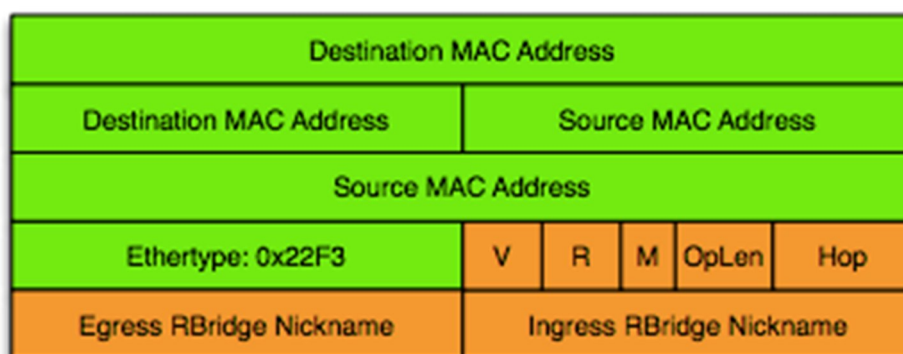 Destination MAC Address
Destination MAC Address Source MAC Address
Source MAC Address
Ethertype: 0x22F3 V R M OpLen Hop
Egress RBridge Nickname Ingress RBridge Nickname